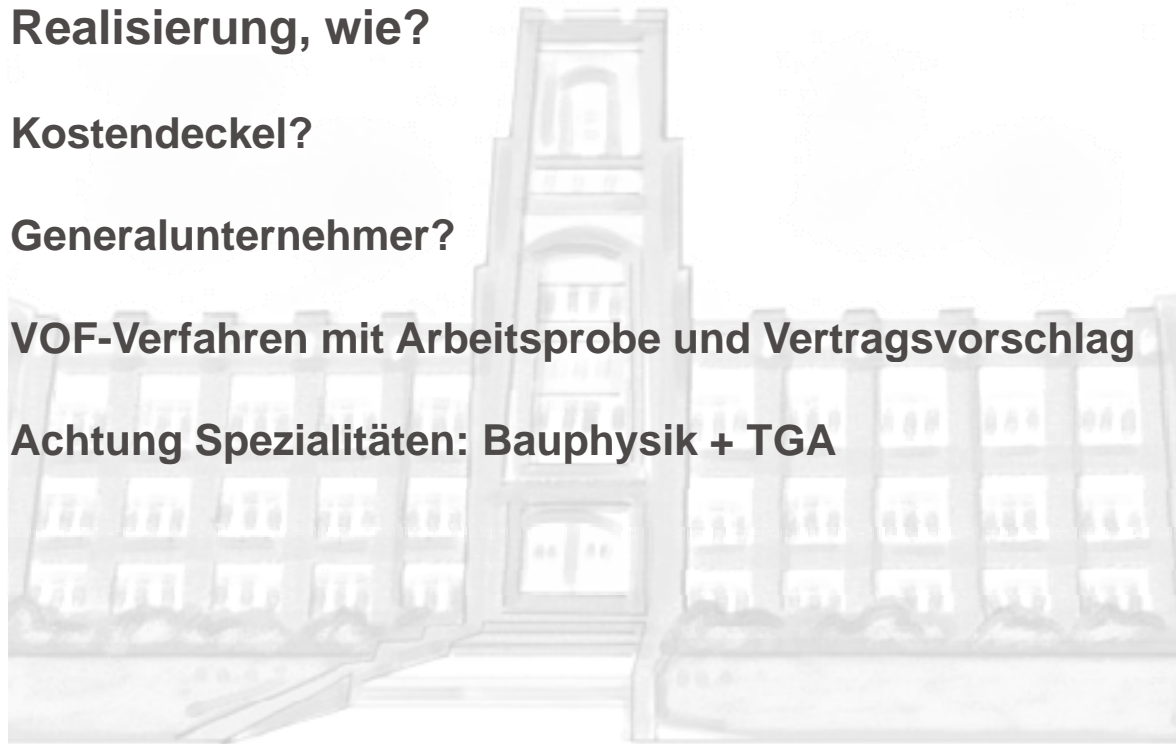 Realisierung, wie?
Kostendeckel?
Generalunternehmer?
VOF-Verfahren mit Arbeitsprobe und Vertragsvorschlag
Achtung Spezialitäten: Bauphysik + TGA